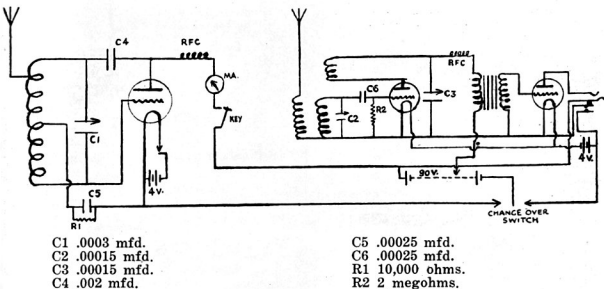 C4
RFC
MA.
KEY
C1
4V.
C5
R1
RFC
C6
C3
C2
R2
4V.
90V.
CHANGE OVER
SWITCH
C1 .0003 mfd.
C2 .00015 mfd.
C3 .00015 mfd.
C4 .002 mfd.
C5 .00025 mfd.
C6 .00025 mfd.
R1 10,000 ohms.
R2 2 megohms.